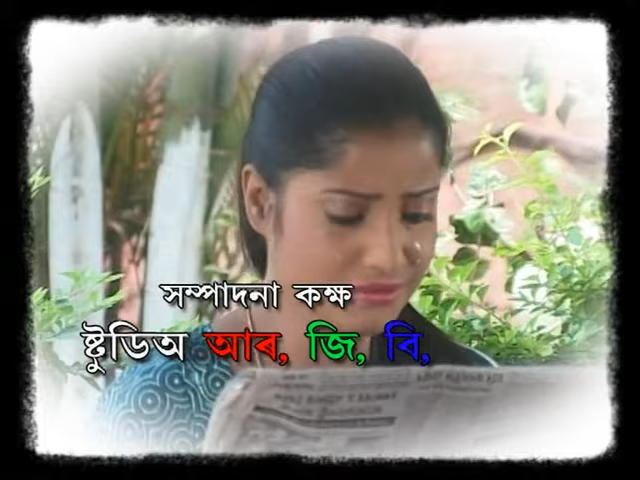 সম্পাদনা কক্ষ
ষ্টুডিঅ' আৰ, জি, বি,